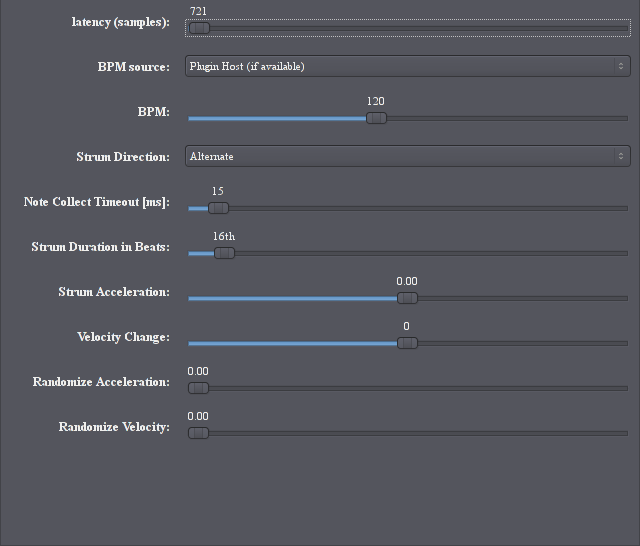 721
latency (samples):
BPM source: Plugin Host (if available)
120
BPM:
Strum Direction: Alternate
15
Note Collect Timeout [ms]:
16th
Strum Duration in Beats:
0.00
Strum Acceleration:
0
Velocity Change:
0.00
Randomize Acceleration:
0.00
Randomize Velocity: